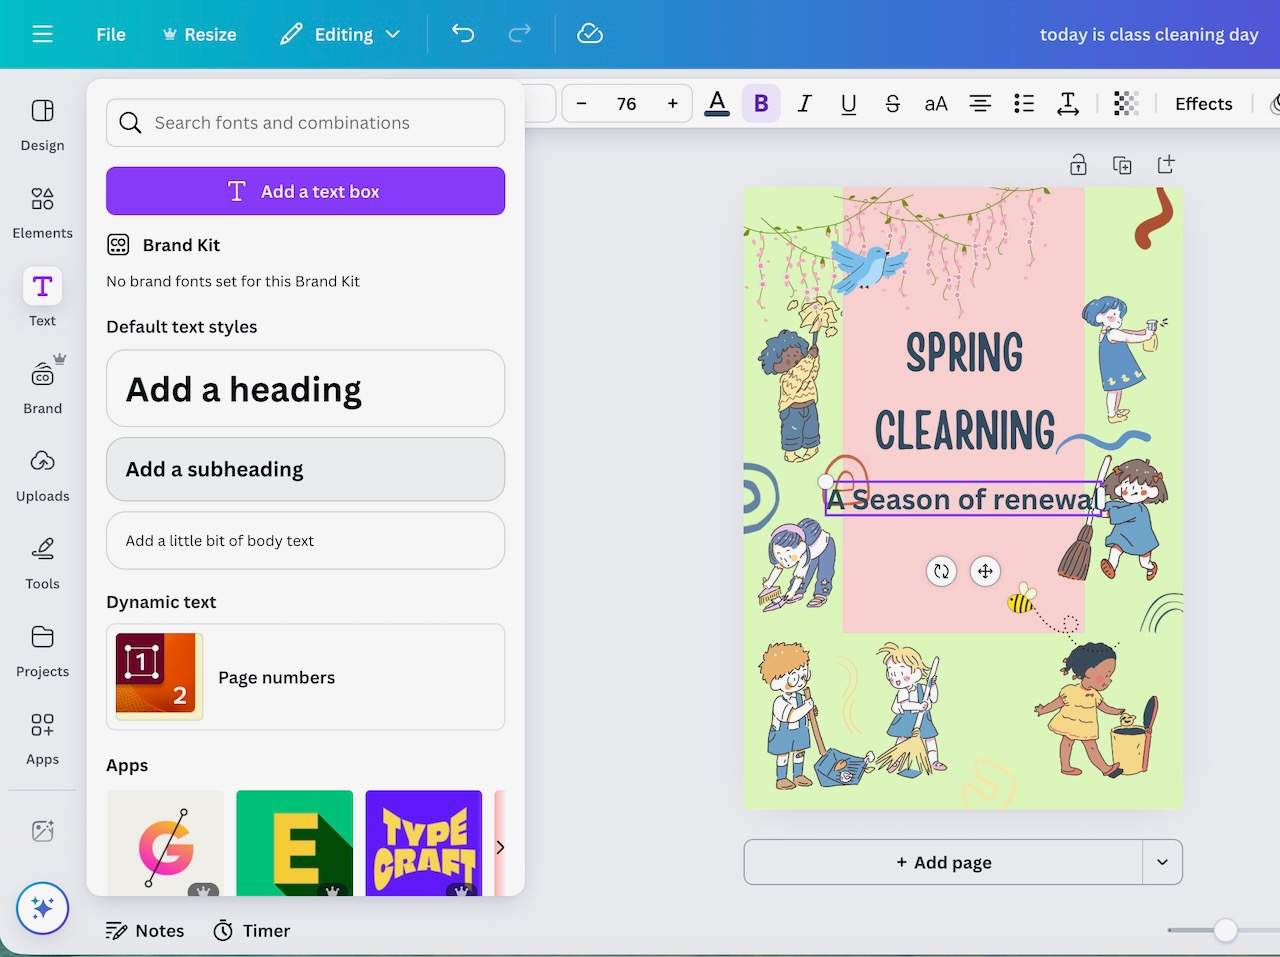 File
Resize
Editing
today is class cleaning day
Design
Elements
Text
Brand
Uploads
Tools
Projects
Apps
Search fonts and combinations
T Add a text box
Brand Kit
No brand fonts set for this Brand Kit
Default text styles
Add a heading
Add a subheading
Add a little bit of body text
Dynamic text
1
2
Page numbers
Apps
G
E
TYPE
CRAFT
− 76 +
A B I U S aA
T
Effects
SPRING
CLEARNING
A Season of renewal
+ Add page
Notes
Timer